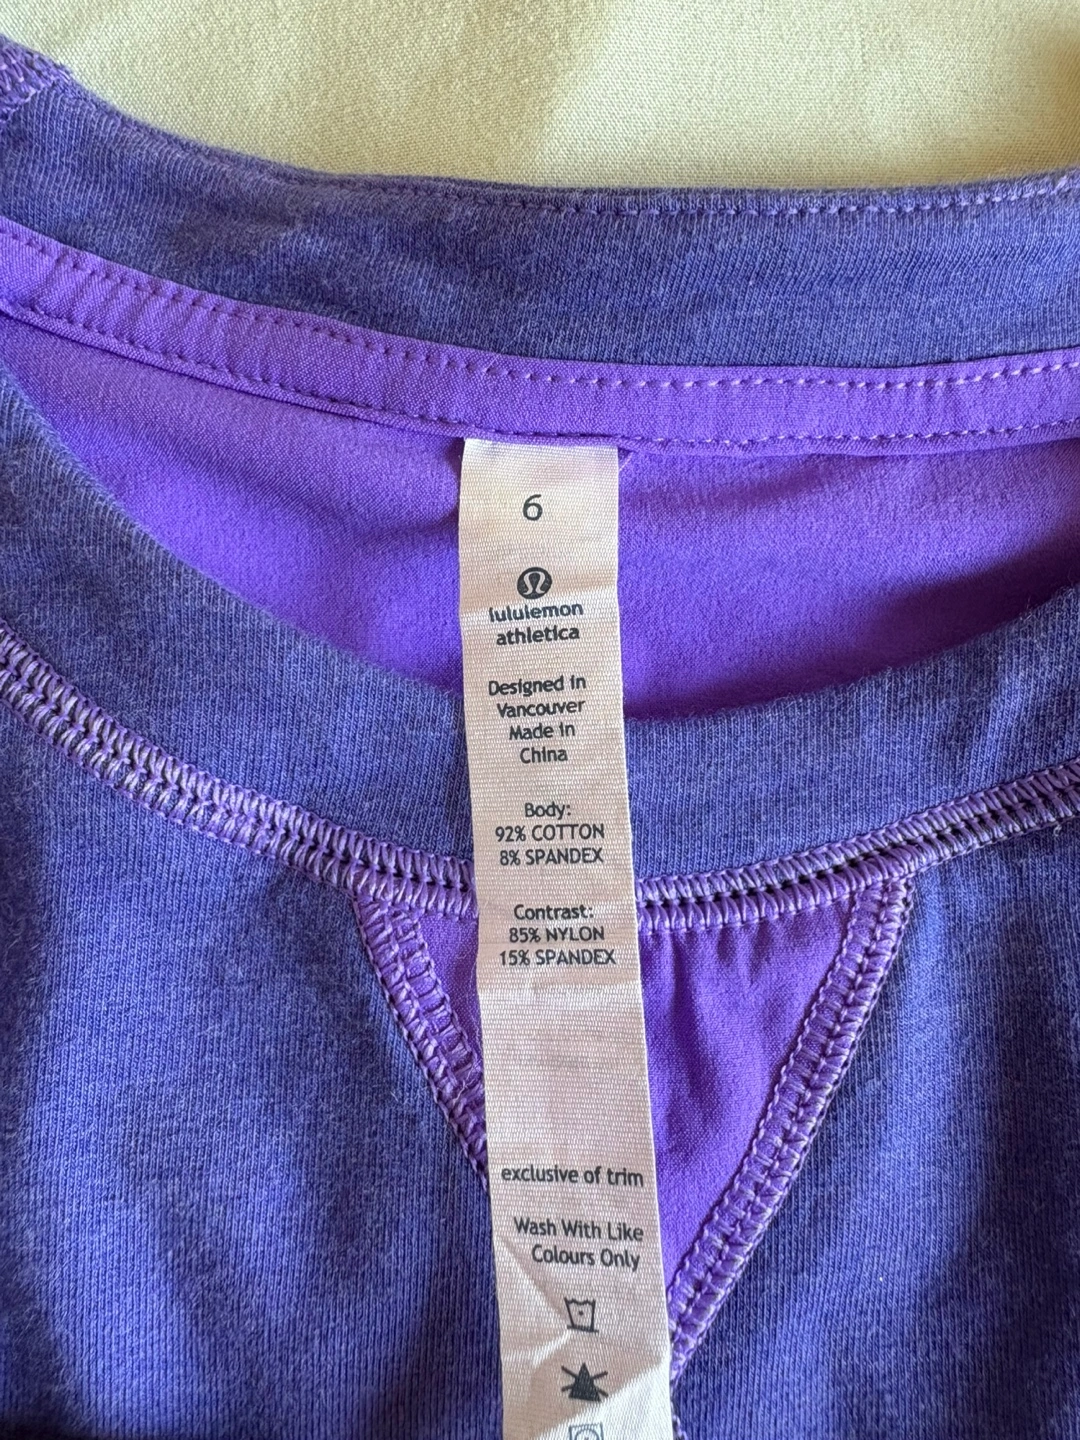 6
lululemon
athletica
Designed in
Vancouver
Made in
China
Body:
92% COTTON
8% SPANDEX
Contrast:
85% NYLON
15% SPANDEX
exclusive of trim
Wash With Like
Colours Only